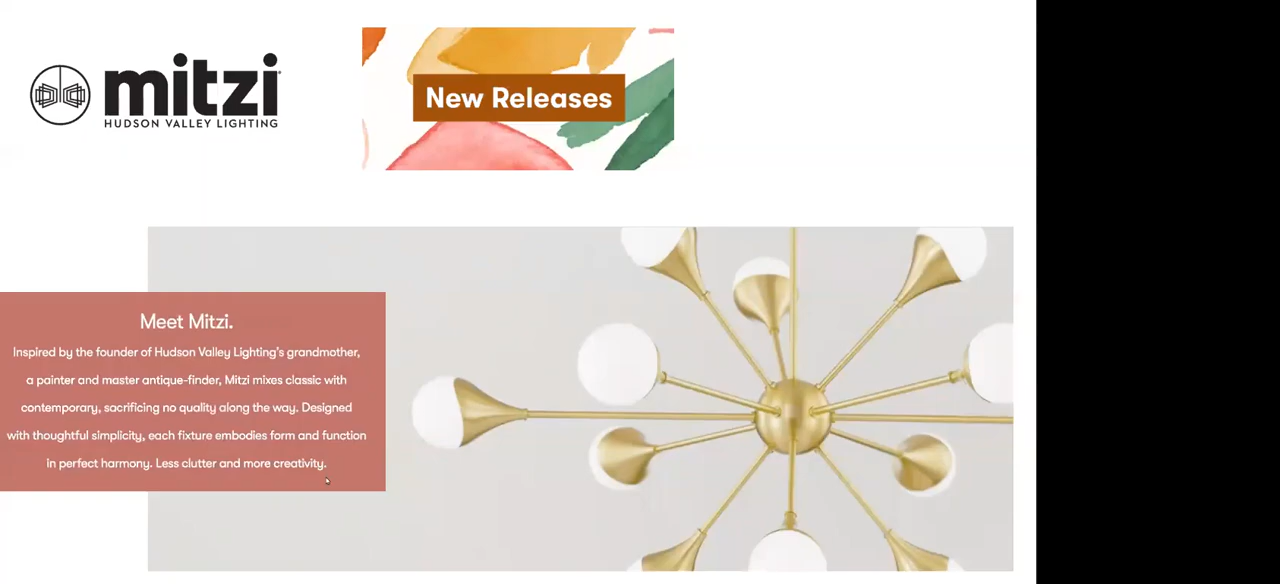 mitzi
HUDSON VALLEY LIGHTING
New Releases
Meet Mitzi.
Inspired by the founder of Hudson Valley Lighting's grandmother,
a painter and master antique-finder, Mitzi mixes classic with
contemporary, sacrificing no quality along the way. Designed
with thoughtful simplicity, each fixture embodies form and function
in perfect harmony. Less clutter and more creativity.